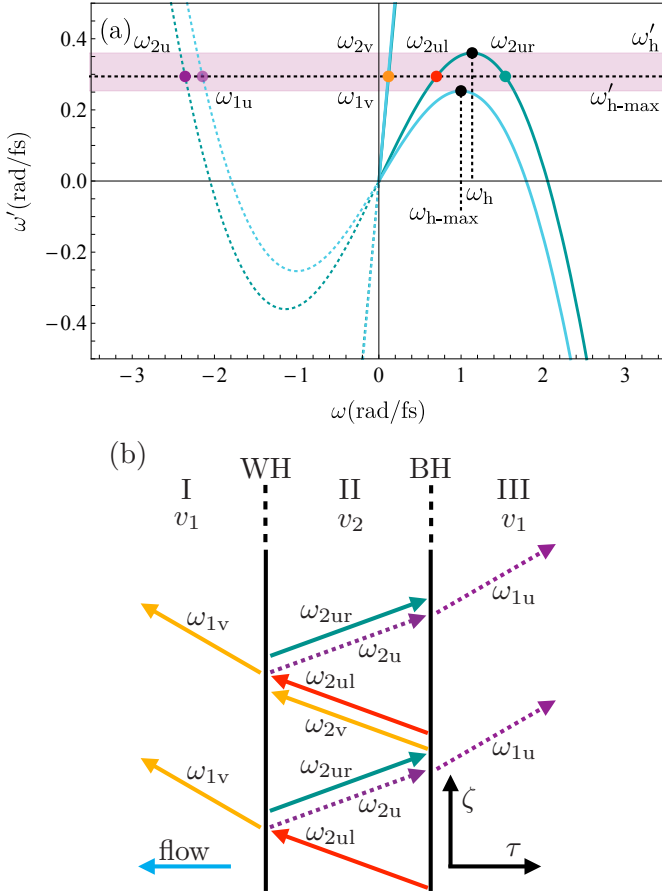 (a)
ω2u ω2v ω2ul ω2ur ω′h
ω1u ω1v ω′h-max
ωh
ωh-max
0.4
0.2
0.0
-0.2
-0.4
ω′(rad/fs)
-3 -2 -1 0 1 2 3
ω(rad/fs)
(b)
WH BH
I II III
v1 v2 v1
ω1v ω2ur ω1u
ω2u
ω2ul
ω2v
ω1v ω2ur ω1u
ω2u ζ
ω2ul
flow τ